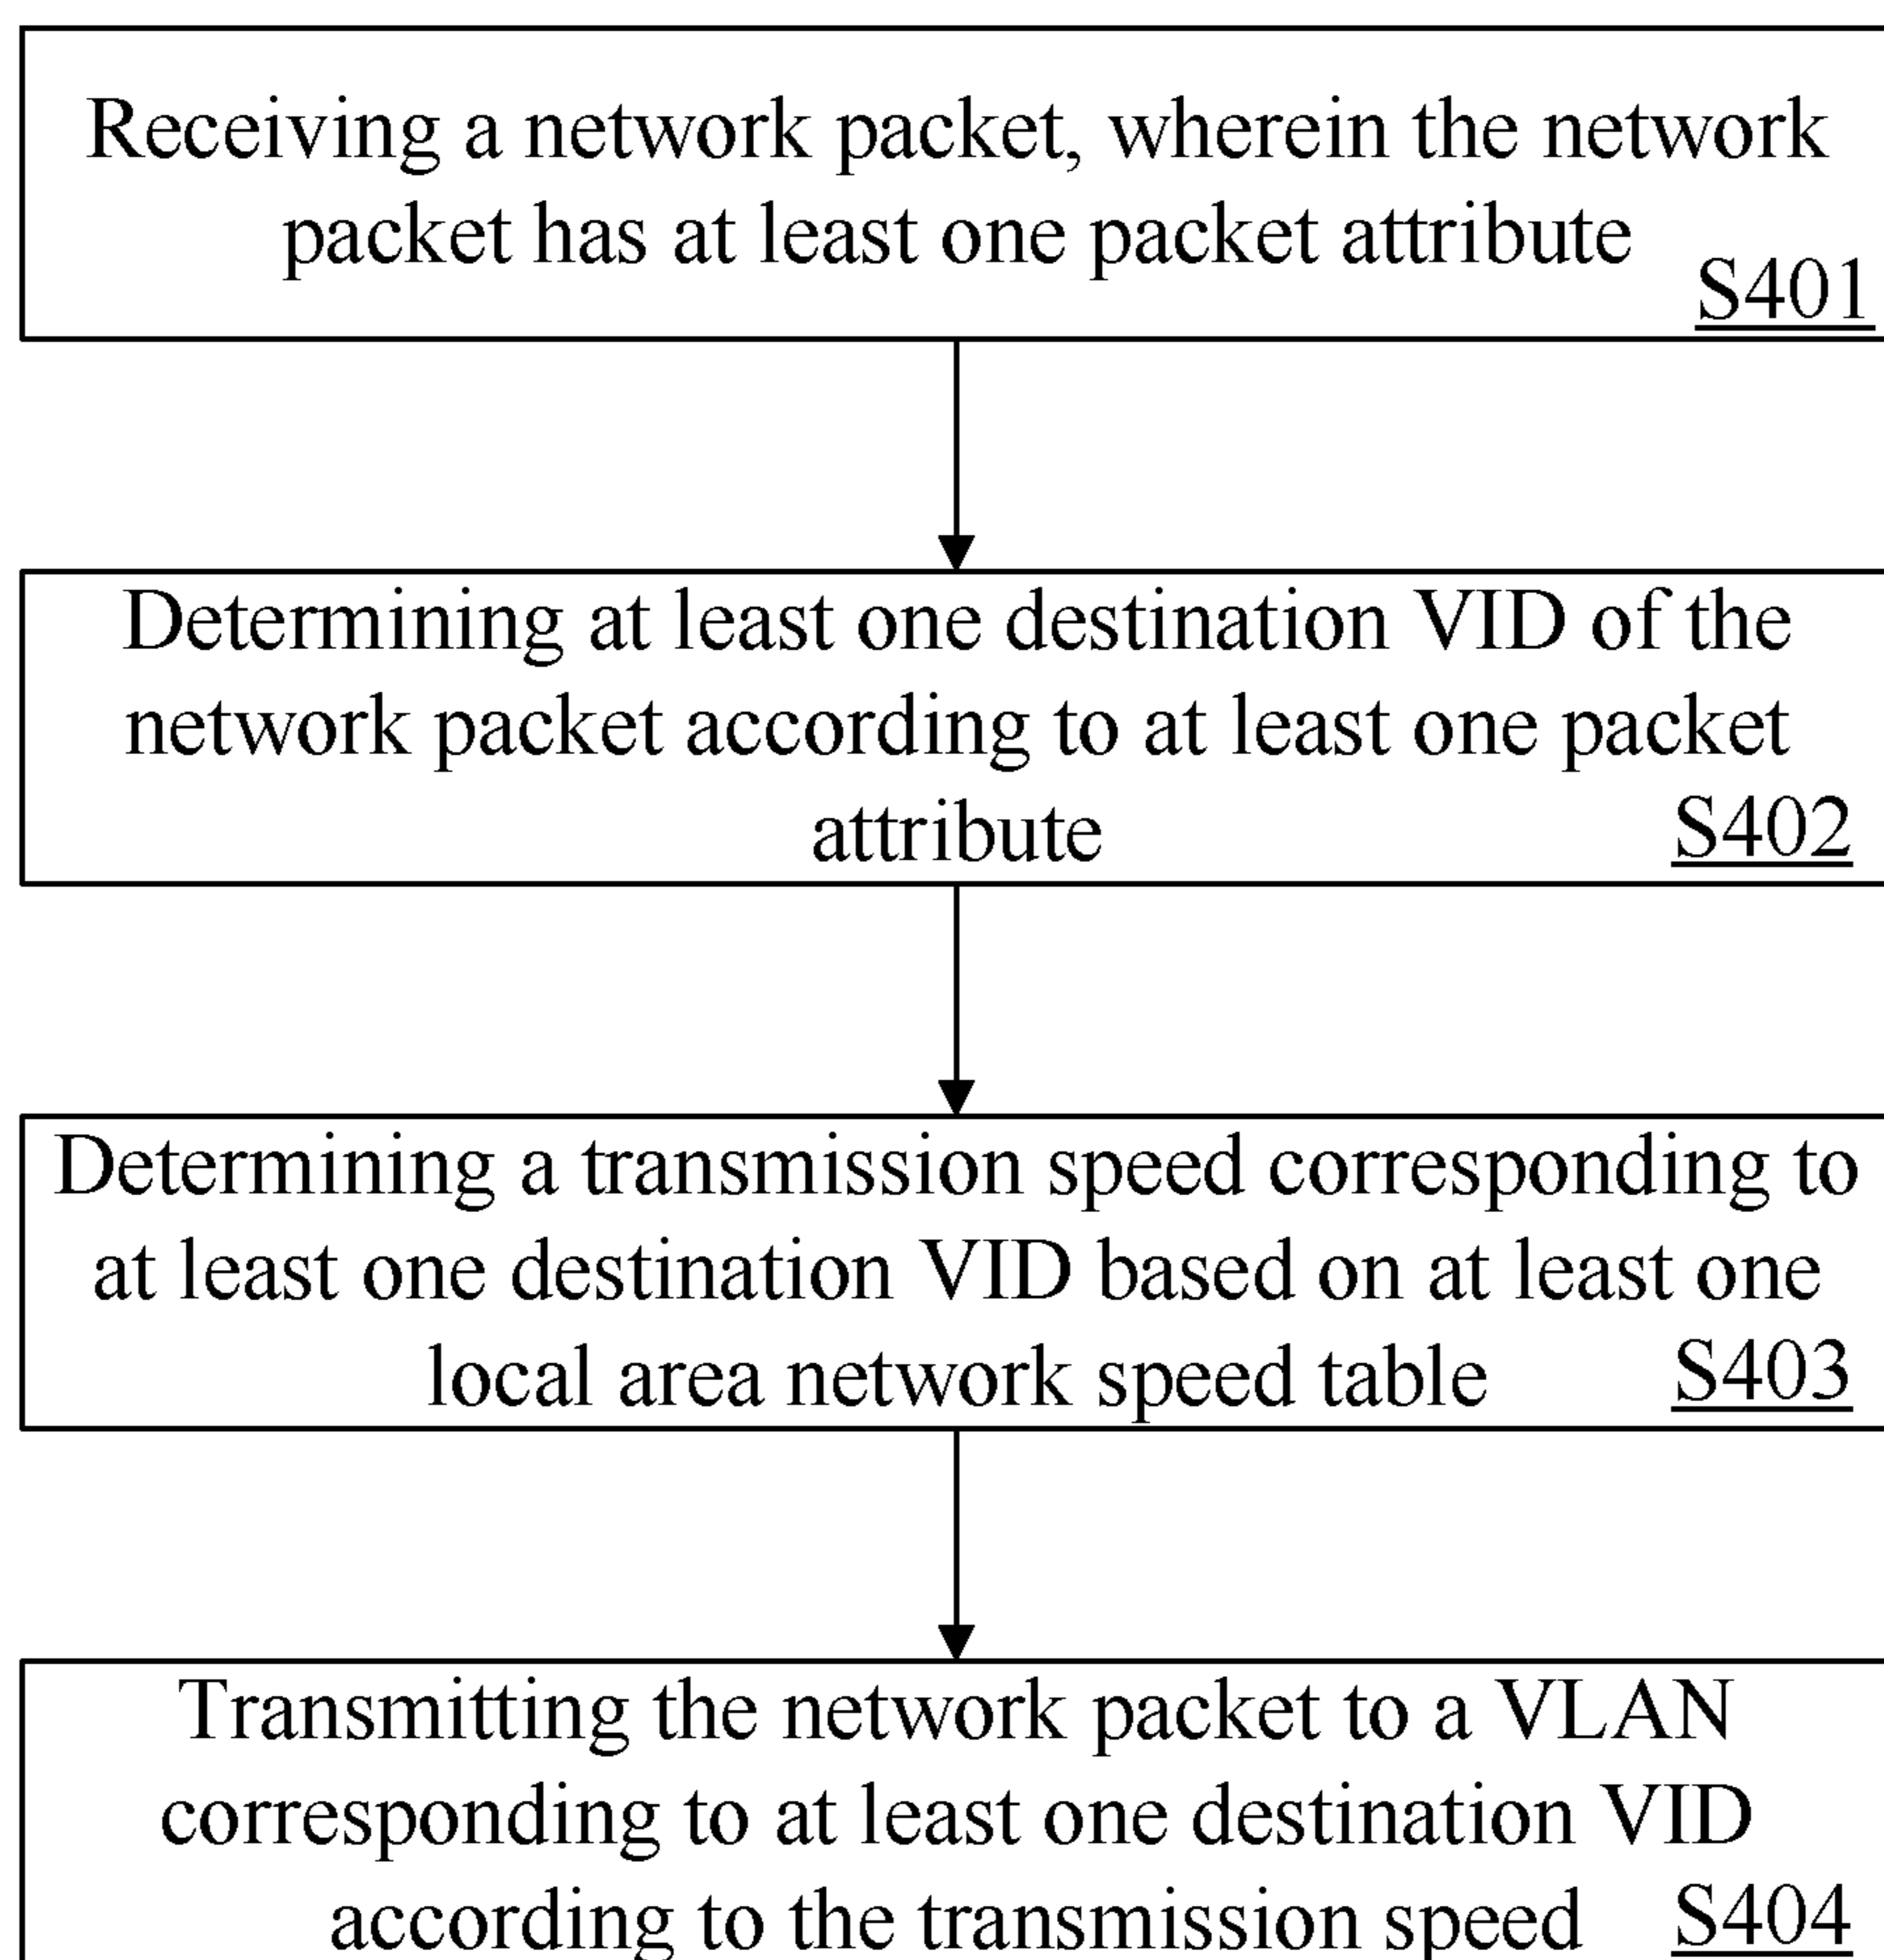 Receiving a network packet, wherein the network
packet has at least one packet attribute
S401
Determining at least one destination VID of the
network packet according to at least one packet
attribute
S402
Determining a transmission speed corresponding to
at least one destination VID based on at least one
local area network speed table
S403
Transmitting the network packet to a VLAN
corresponding to at least one destination VID
according to the transmission speed
S404